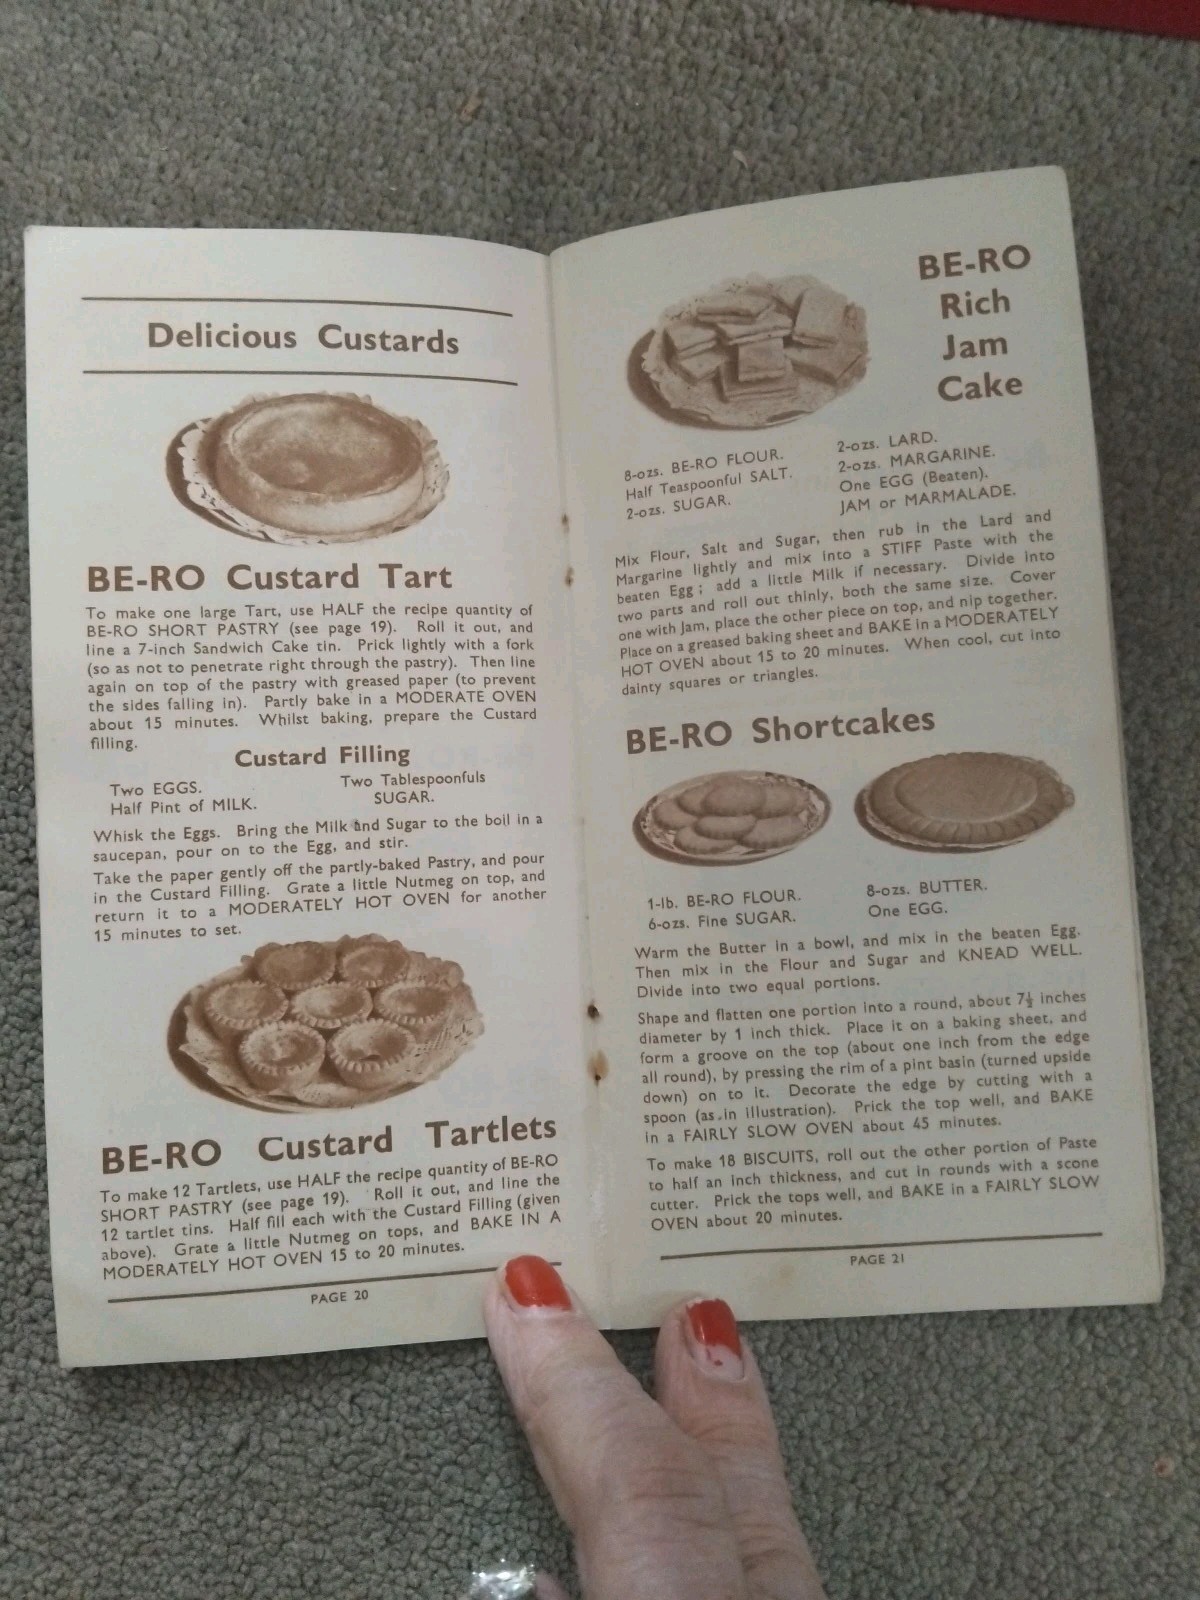 Delicious Custards
BE-RO Custard Tart
To make one large Tart, use HALF the recipe quantity of
BE-RO SHORT PASTRY (see page 19). Roll it out, and
line a 7-inch Sandwich Cake tin. Prick lightly with a fork
(so as not to penetrate right through the pastry). Then line
again on top of the pastry with greased paper (to prevent
the sides falling in). Partly bake in a MODERATE OVEN
about 15 minutes. Whilst baking, prepare the Custard
filling.
Custard Filling
Two EGGS.
Half Pint of MILK.
Two Tablespoonfuls
SUGAR.
Whisk the Eggs. Bring the Milk and Sugar to the boil in a
saucepan, pour on to the Egg, and stir.
Take the paper gently off the partly-baked Pastry, and pour
in the Custard Filling. Grate a little Nutmeg on top, and
return it to a MODERATELY HOT OVEN for another
15 minutes to set.
BE-RO Custard Tartlets
To make 12 Tartlets, use HALF the recipe quantity of BE-RO
SHORT PASTRY (see page 19). Roll it out, and line the
12 tartlet tins. Half fill each with the Custard Filling (given
above). Grate a little Nutmeg on tops, and BAKE IN A
MODERATELY HOT OVEN 15 to 20 minutes.
PAGE 20
BE-RO
Rich
Jam
Cake
8-ozs. BE-RO FLOUR.
Half Teaspoonful SALT.
2-ozs. SUGAR.
2-ozs. LARD.
2-ozs. MARGARINE.
One EGG (Beaten).
JAM or MARMALADE.
Mix Flour, Salt and Sugar, then rub in the Lard and
Margarine lightly and mix into a STIFF Paste with the
beaten Egg; add a little Milk if necessary. Divide into
two parts and roll out thinly, both the same size. Cover
one with Jam, place the other piece on top, and nip together.
Place on a greased baking sheet and BAKE in a MODERATELY
HOT OVEN about 15 to 20 minutes. When cool, cut into
dainty squares or triangles.
BE-RO Shortcakes
1-lb. BE-RO FLOUR.
6-ozs. Fine SUGAR.
8-ozs. BUTTER.
One EGG.
Warm the Butter in a bowl, and mix in the beaten Egg.
Then mix in the Flour and Sugar and KNEAD WELL.
Divide into two equal portions.
Shape and flatten one portion into a round, about 7½ inches
diameter by 1 inch thick. Place it on a baking sheet, and
form a groove on the top (about one inch from the edge
all round), by pressing the rim of a pint basin (turned upside
down) on to it. Decorate the edge by cutting with a
spoon (as in illustration). Prick the top well, and BAKE
in a FAIRLY SLOW OVEN about 45 minutes.
To make 18 BISCUITS, roll out the other portion of Paste
to half an inch thickness, and cut in rounds with a scone
cutter. Prick the tops well, and BAKE in a FAIRLY SLOW
OVEN about 20 minutes.
PAGE 21